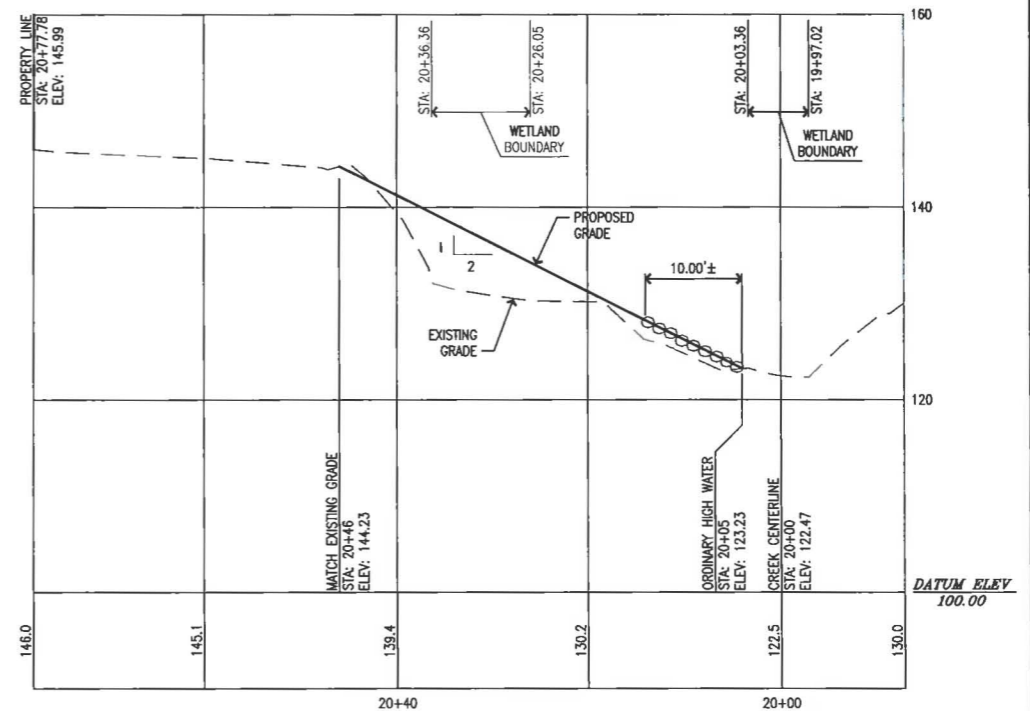 PROPERTY LINE
STA: 20+77.78
ELEV: 145.99
STA: 20+36.36
STA: 20+26.05
WETLAND
BOUNDARY
STA: 20+03.36
STA: 19+97.02
WETLAND
BOUNDARY
160
140
120
PROPOSED
GRADE
1
2
10.00'±
EXISTING
GRADE
MATCH EXISTING GRADE
STA: 20+46
ELEV: 144.23
ORDINARY HIGH WATER
STA: 20+05
ELEV: 123.23
CREEK CENTERLINE
STA: 20+00
ELEV: 122.47
DATUM ELEV
100.00
146.0
145.1
139.4
130.2
122.5
130.0
20+40
20+00